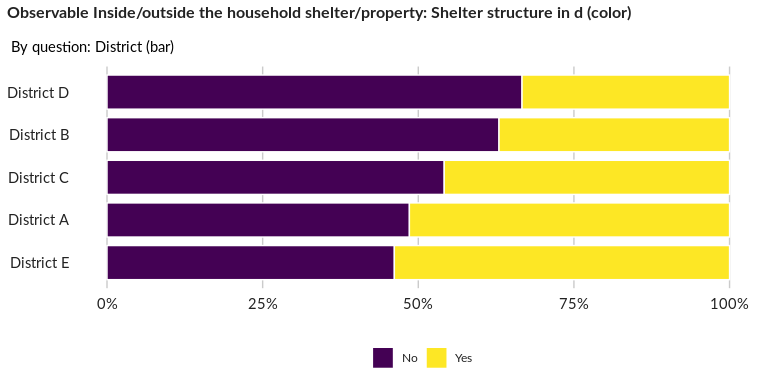 Observable Inside/outside the household shelter/property: Shelter structure in d (color)
By question: District (bar)
District D
District B
District C
District A
District E
0% 25% 50% 75% 100%
No Yes